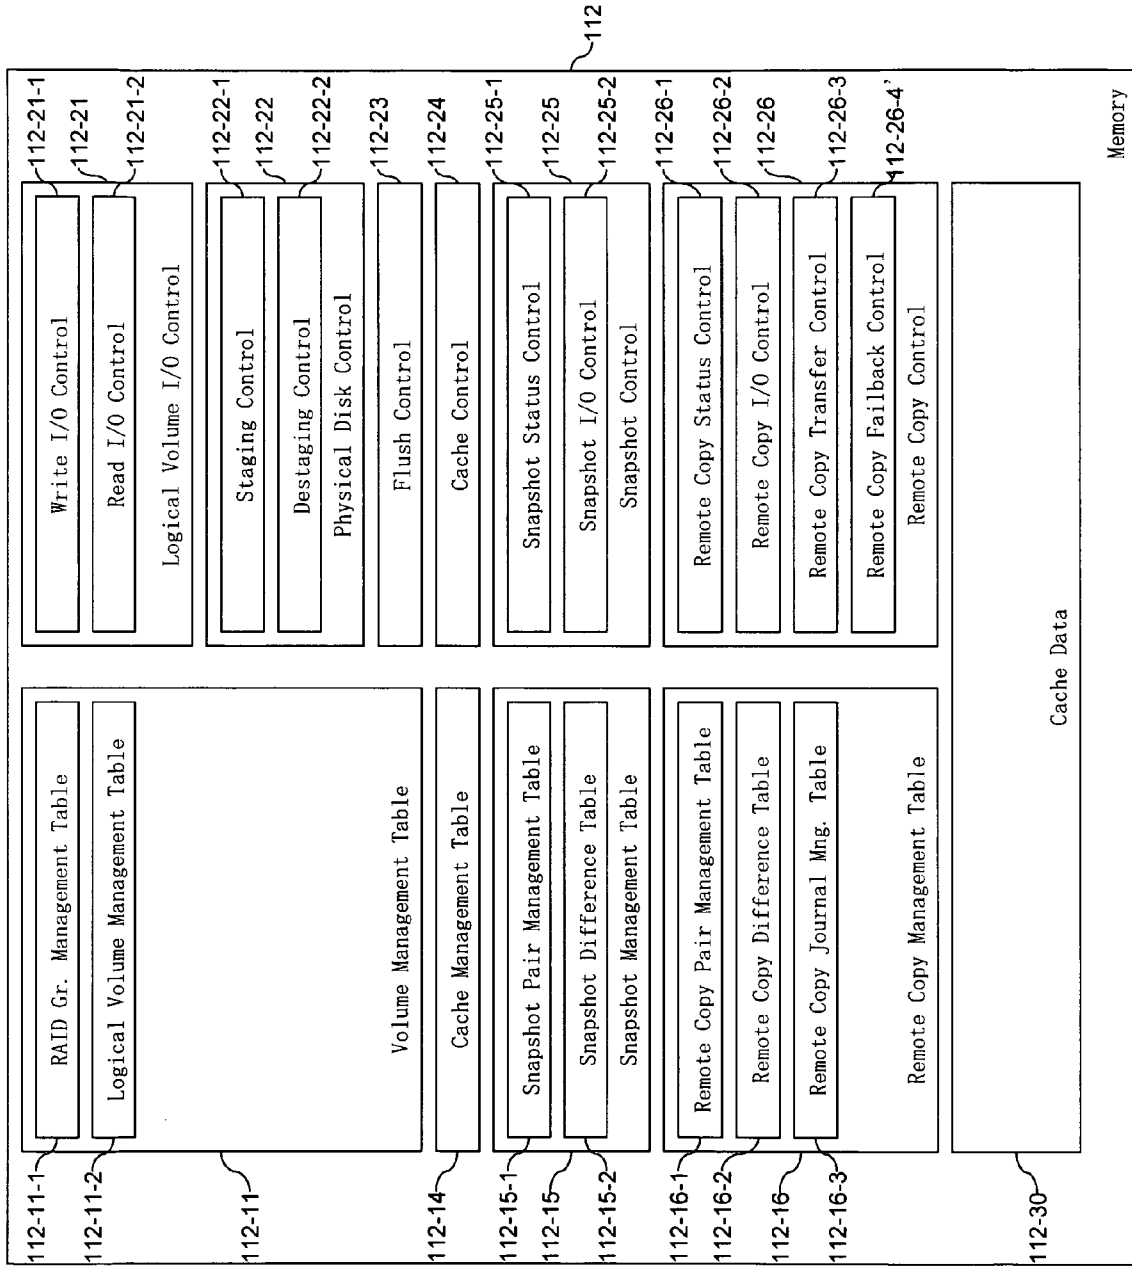 112-11-1
RAID Gr. Management Table
112-11-2
Logical Volume Management Table
112-11
Volume Management Table
112-14
Cache Management Table
112-15-1
Snapshot Pair Management Table
112-15
Snapshot Difference Table
112-15-2
Snapshot Management Table
112-16-1
Remote Copy Pair Management Table
112-16-2
Remote Copy Difference Table
112-16
Remote Copy Journal Mng. Table
112-16-3
Remote Copy Management Table
112-30
Cache Data
Write I/O Control
112-21-1
112-21
Read I/O Control
112-21-2
Logical Volume I/O Control
Staging Control
112-22-1
112-22
Destaging Control
112-22-2
Physical Disk Control
Flush Control
112-23
Cache Control
112-24
Snapshot Status Control
112-25-1
112-25
Snapshot I/O Control
112-25-2
Snapshot Control
Remote Copy Status Control
112-26-1
Remote Copy I/O Control
112-26-2
112-26
Remote Copy Transfer Control
112-26-3
Remote Copy Failback Control
112-26-4'
Remote Copy Control
Memory
112